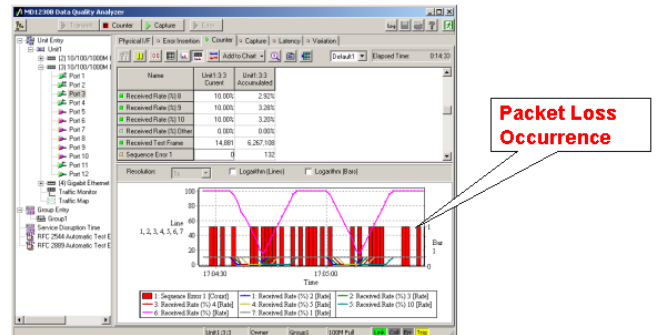 MD1230B Data Quality Analyzer
Transmit Counter Capture Error
Unit Entry
Unit1
(2) 10/100/1000M
(3) 10/100/1000M
Port 1
Port 2
Port 3
Port 4
Port 5
Port 6
Port 7
Port 8
Port 9
Port 10
Port 11
Port 12
(4) Gigabit Ethernet
Traffic Monitor
Traffic Map
Group Entry
Group1
Service Disruption Time
RFC 2544 Automatic Test E
RFC 2889 Automatic Test E
Physical I/F Error Insertion Counter Capture Latency Variation
Add to Chart Default1 Elapsed Time: 0:14:33
Name Unit1:3:3 Current Unit1:3:3 Accumulated
Received Rate (%) 8 10.00% 2.92%
Received Rate (%) 9 10.00% 3.28%
Received Rate (%) 10 10.00% 3.20%
Received Rate (%) Other 0.00% 0.00%
Received Test Frame 14,881 6,267,108
Sequence Error 1 0 132
Resolution: 1s Logarithm (Lines) Logarithm (Bars)
100
80
60
40
20
0
Line
1, 2, 3, 4, 5, 6, 7
1
0
Bar
1
17:04:30 17:05:00
Time
1: Sequence Error 1 [Count] 1: Received Rate (%) 2 [Rate] 2: Received Rate (%) 3 [Rate]
3: Received Rate (%) 4 [Rate] 4: Received Rate (%) 5 [Rate] 5: Received Rate (%) 10 [Rate]
6: Received Rate (%) [Rate] 7: Received Rate (%) 1 [Rate]
Unit1:3:3 Owner Group1 100M Full Link Coll Err Trig
Packet Loss
Occurrence